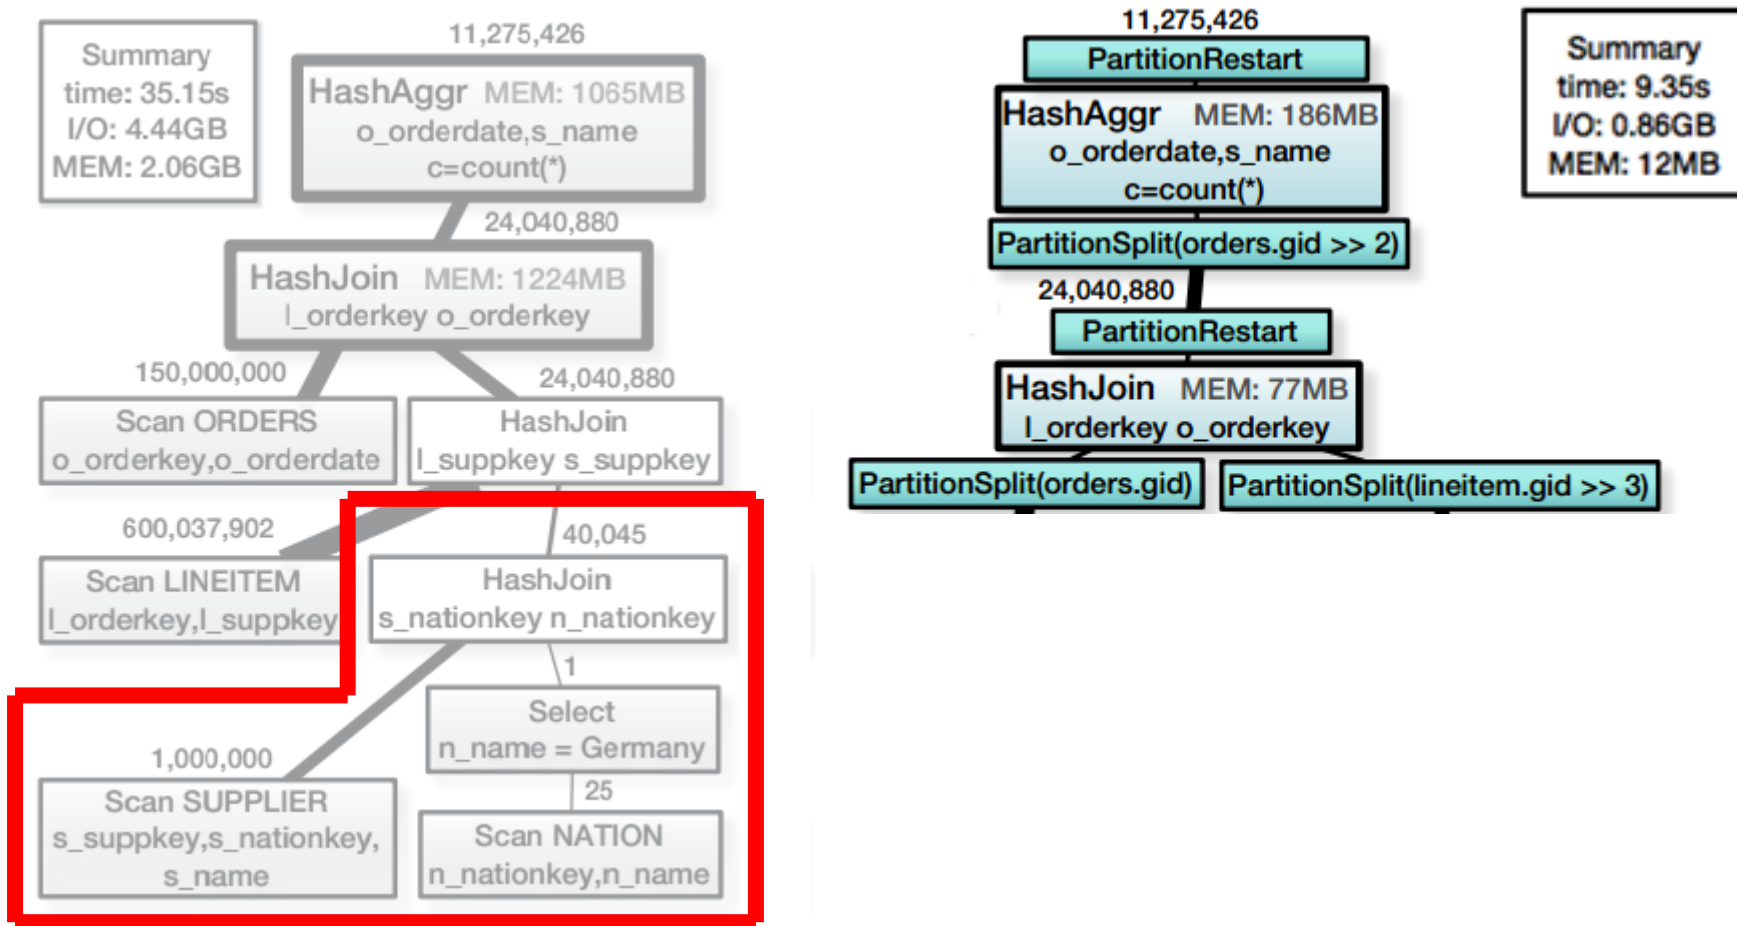 Summary
time: 35.15s
I/O: 4.44GB
MEM: 2.06GB
11,275,426
HashAggr MEM: 1065MB
o_orderdate,s_name
c=count(*)
24,040,880
HashJoin MEM: 1224MB
l_orderkey o_orderkey
150,000,000
24,040,880
Scan ORDERS
o_orderkey,o_orderdate
HashJoin
l_suppkey s_suppkey
600,037,902
40,045
Scan LINEITEM
l_orderkey,l_suppkey
HashJoin
s_nationkey n_nationkey
1
Select
n_name = Germany
1,000,000
25
Scan SUPPLIER
s_suppkey,s_nationkey,
s_name
Scan NATION
n_nationkey,n_name
11,275,426
PartitionRestart
HashAggr MEM: 186MB
o_orderdate,s_name
c=count(*)
PartitionSplit(orders.gid >> 2)
24,040,880
PartitionRestart
HashJoin MEM: 77MB
l_orderkey o_orderkey
PartitionSplit(orders.gid)
PartitionSplit(lineitem.gid >> 3)
Summary
time: 9.35s
I/O: 0.86GB
MEM: 12MB